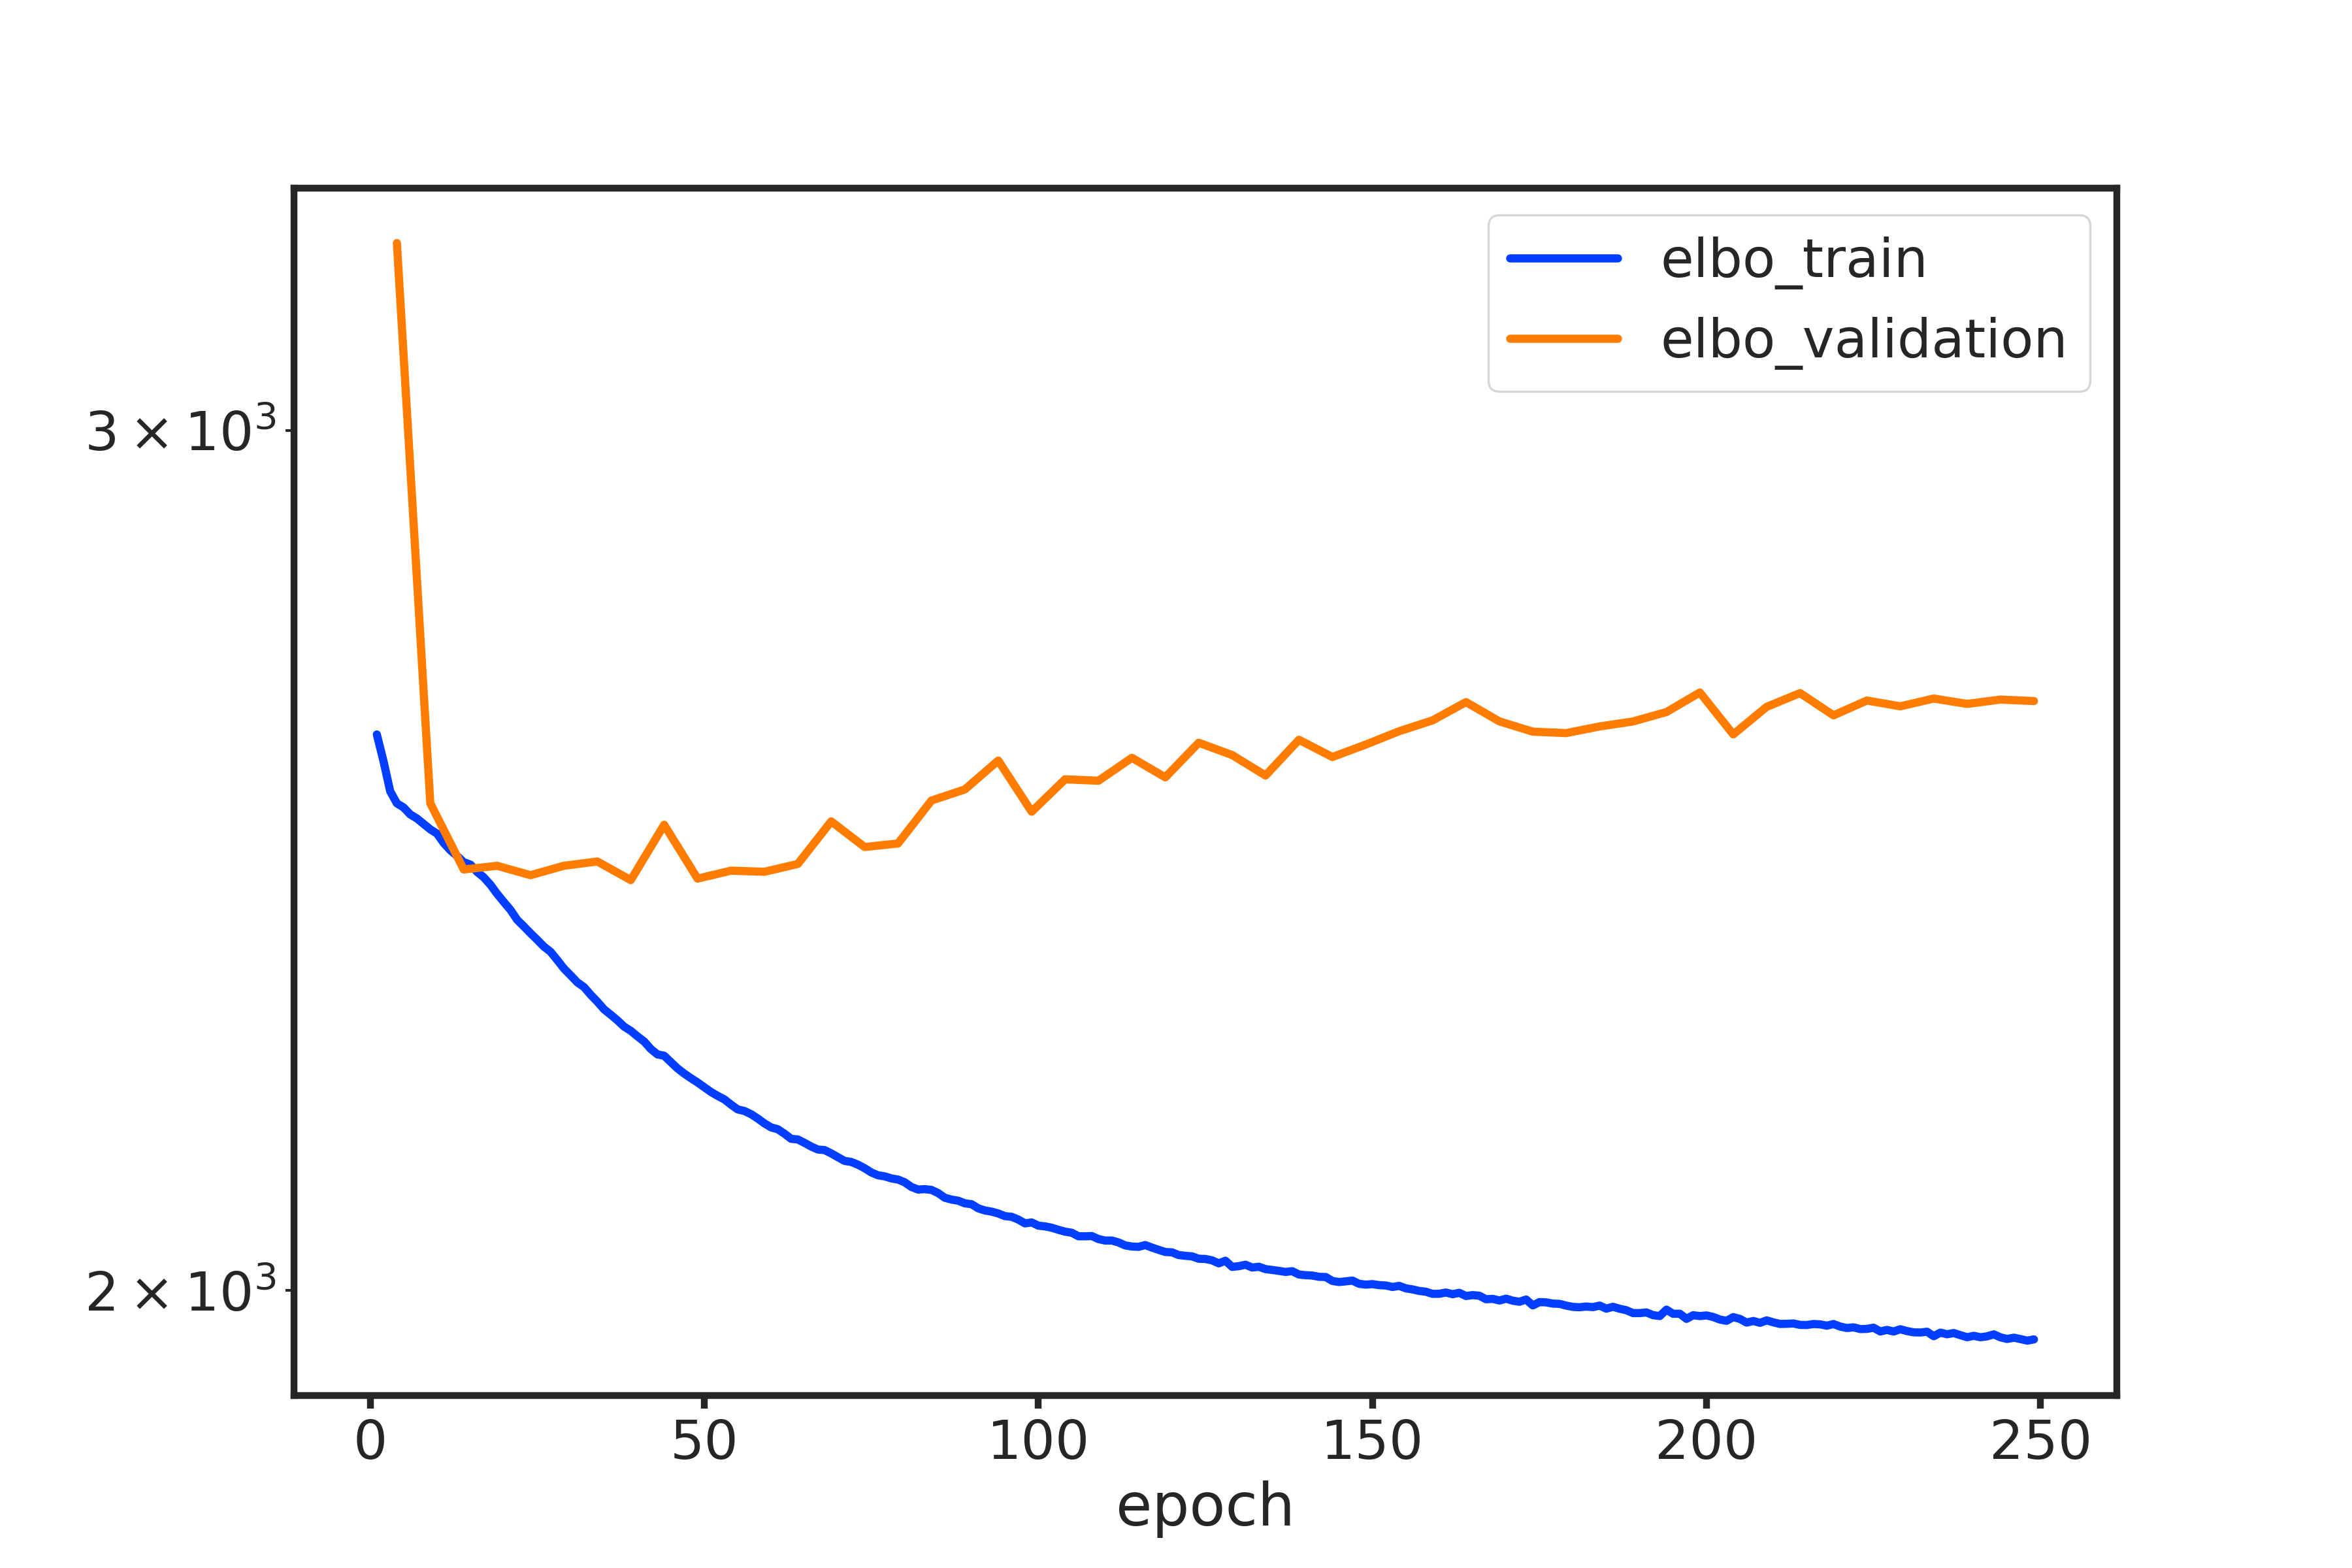 elbo_train
elbo_validation
3 × 10³
2 × 10³
0 50 100 150 200 250
epoch